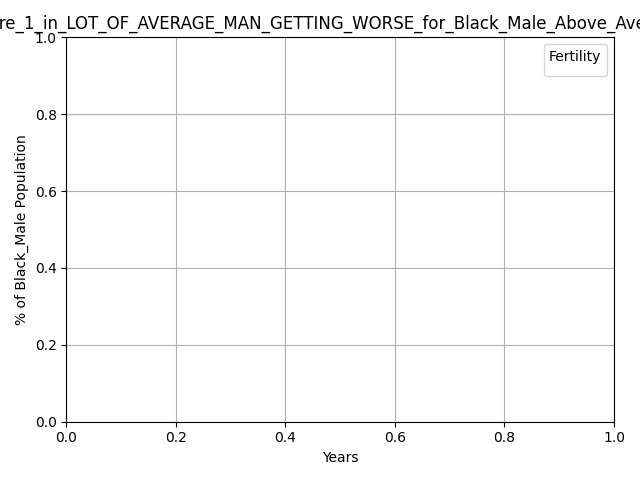 re_1_in_LOT_OF_AVERAGE_MAN_GETTING_WORSE_for_Black_Male_Above_Ave
Fertility
1.0
0.8
0.6
0.4
0.2
0.0
% of Black_Male Population
0.0 0.2 0.4 0.6 0.8 1.0
Years